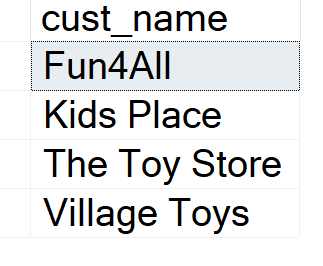 cust_name
Fun4All
Kids Place
The Toy Store
Village Toys